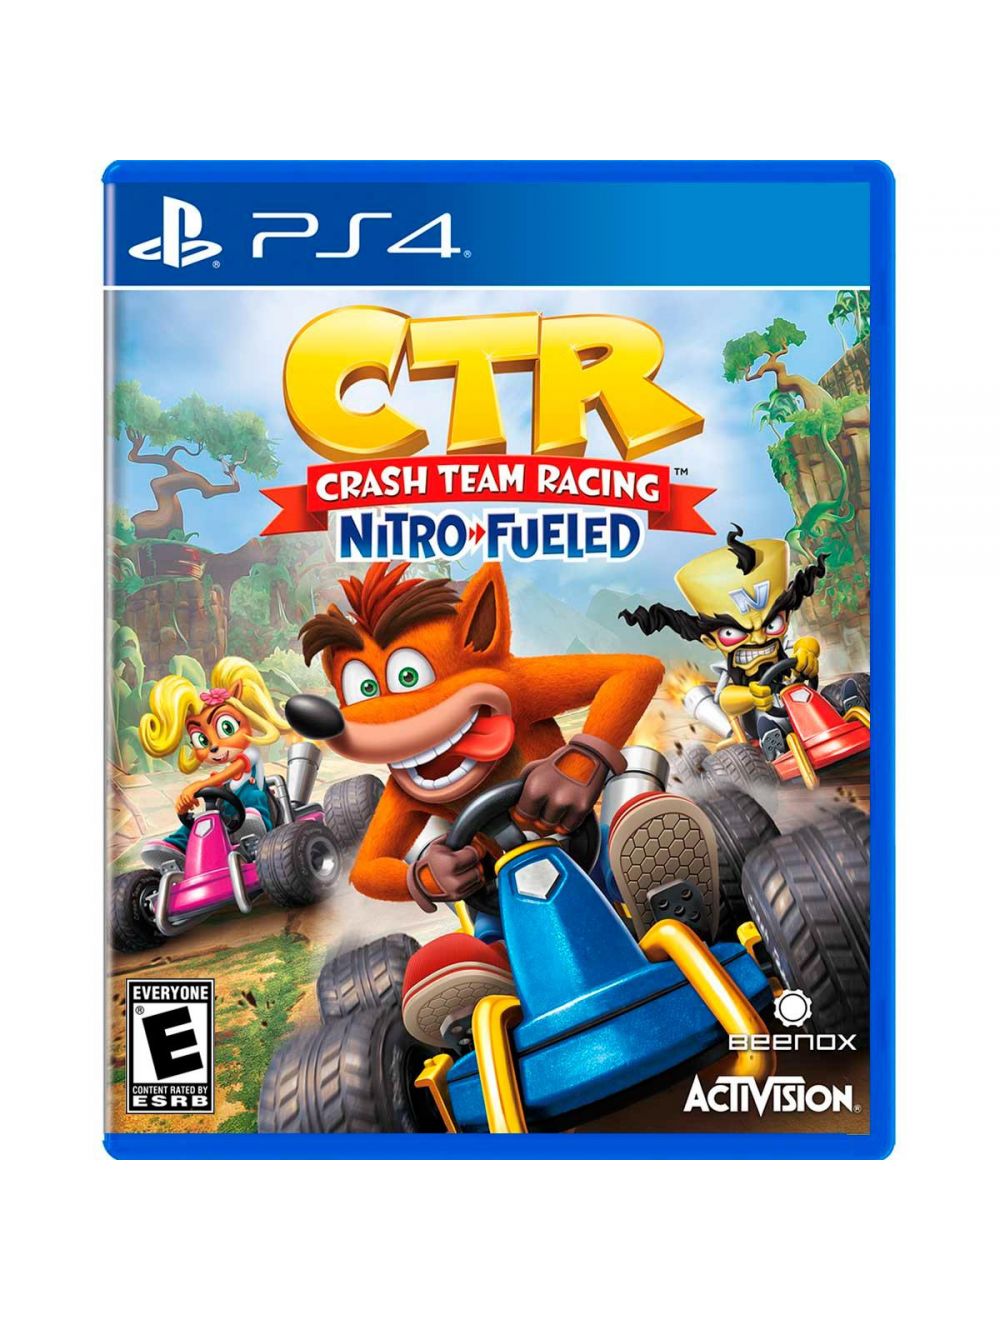 PS4®
CTR
CRASH TEAM RACING™
NITRO FUELED
N
EVERYONE
E®
CONTENT RATED BY
ESRB
BEENOX
ACTIVISION®